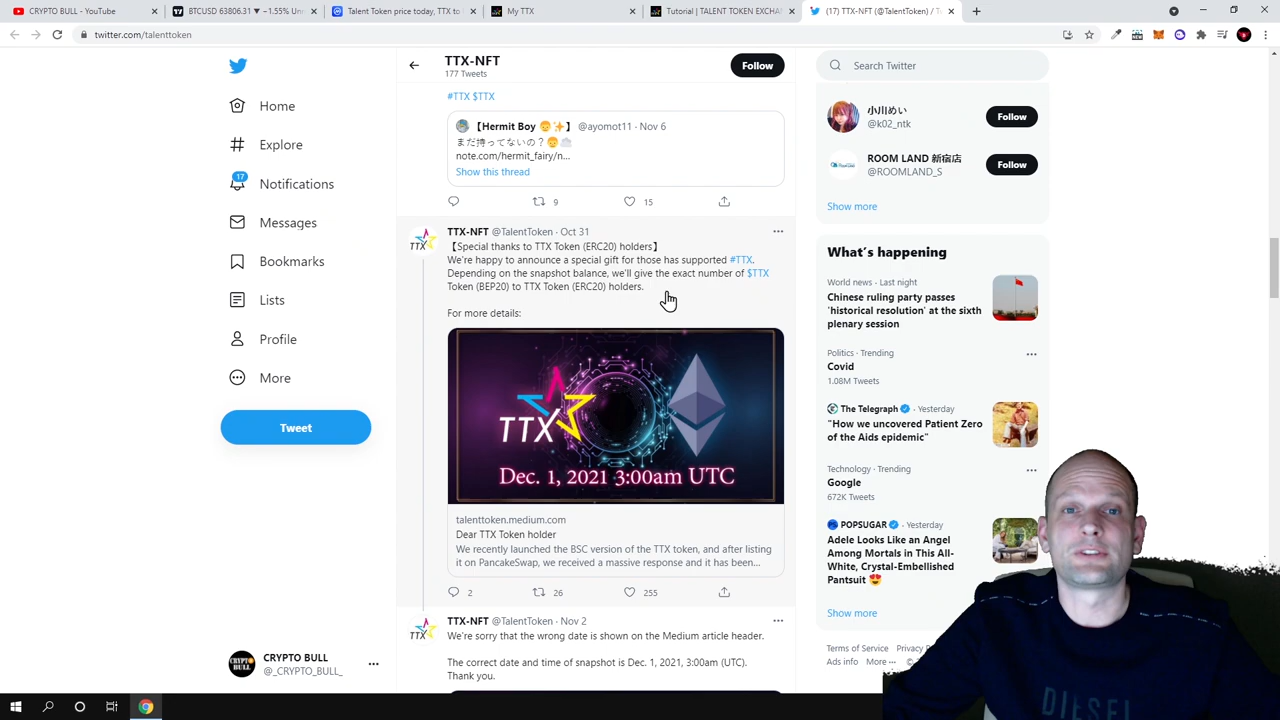 CRYPTO BULL - YouTube
BTCUSD 63806.31 ▼ −1.55% Un
Talent Token price today, TTX to
My TTX
Tutorial | TALENT TOKEN EXCHA
(17) TTX-NFT (@TalentToken) / T
twitter.com/talenttoken
Home
Explore
17
Notifications
Messages
Bookmarks
Lists
Profile
More
Tweet
CRYPTO BULL
@_CRYPTO_BULL_
TTX-NFT
177 Tweets
Follow
#TTX $TTX
【Hermit Boy 】 @ayomot11 · Nov 6
まだ持ってないの？
note.com/hermit_fairy/n...
Show this thread
9
15
TTX-NFT @TalentToken · Oct 31
【Special thanks to TTX Token (ERC20) holders】
We're happy to announce a special gift for those has supported #TTX.
Depending on the snapshot balance, we'll give the exact number of $TTX
Token (BEP20) to TTX Token (ERC20) holders.
For more details:
TTX
Dec. 1, 2021 3:00am UTC
talenttoken.medium.com
Dear TTX Token holder
We recently launched the BSC version of the TTX token, and after listing
it on PancakeSwap, we received a massive response and it has been...
2
26
255
TTX-NFT @TalentToken · Nov 2
We're sorry that the wrong date is shown on the Medium article header.
The correct date and time of snapshot is Dec. 1, 2021, 3:00am (UTC).
Thank you.
Search Twitter
小川めい
@k02_ntk
Follow
ROOM LAND 新宿店
@ROOMLAND_S
Follow
Show more
What's happening
World news · Last night
Chinese ruling party passes
'historical resolution' at the sixth
plenary session
Politics · Trending
Covid
1.08M Tweets
The Telegraph · Yesterday
"How we uncovered Patient Zero
of the Aids epidemic"
Technology · Trending
Google
672K Tweets
POPSUGAR · Yesterday
Adele Looks Like an Angel
Among Mortals in This All-
White, Crystal-Embellished
Pantsuit
Show more
Terms of Service Privacy
Ads info More ···
DIESEL